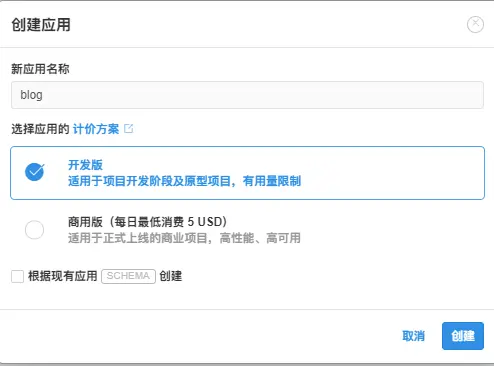 创建应用
新应用名称
blog
选择应用的 计价方案
开发版
适用于项目开发阶段及原型项目，有用量限制
商用版（每日最低消费 5 USD）
适用于正式上线的商业项目，高性能、高可用
根据现有应用 SCHEMA 创建
取消 创建